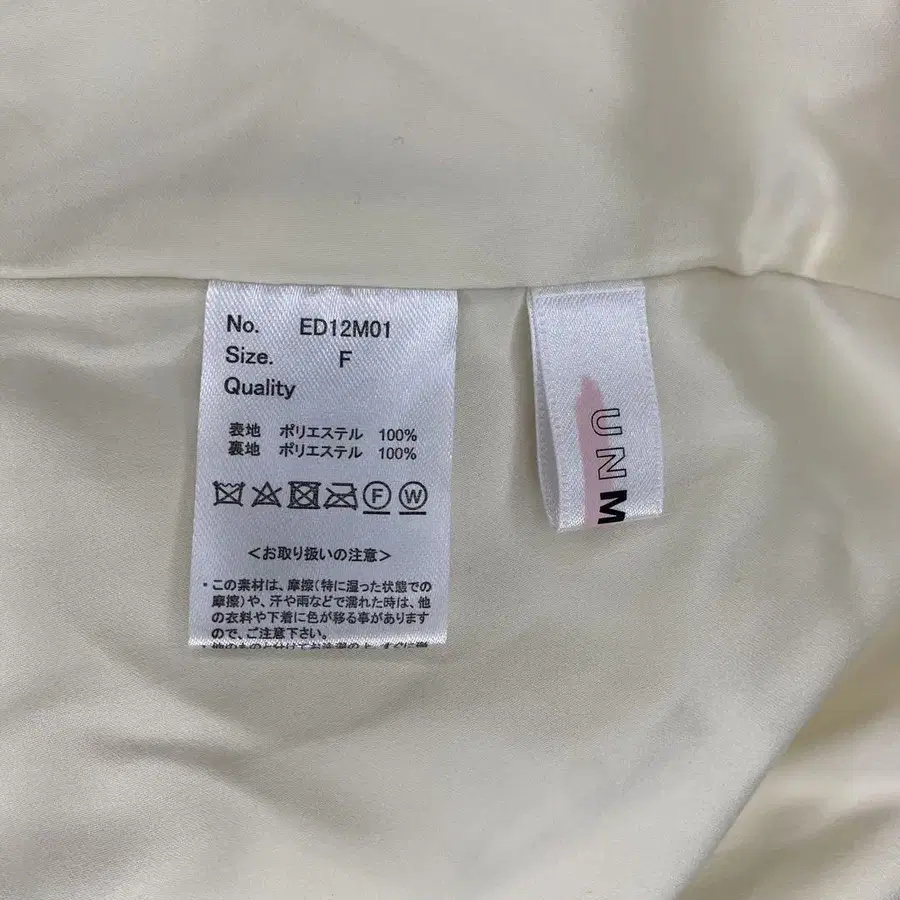 No. ED12M01
Size. F
Quality
表地 ポリエステル 100%
裏地 ポリエステル 100%
F W
<お取り扱いの注意>
・この素材は、摩擦(特に湿った状態での
摩擦)や、汗や雨などで濡れた時は、他
の衣料や下着に色が移る事があります
ので、ご注意下さい。
UNM